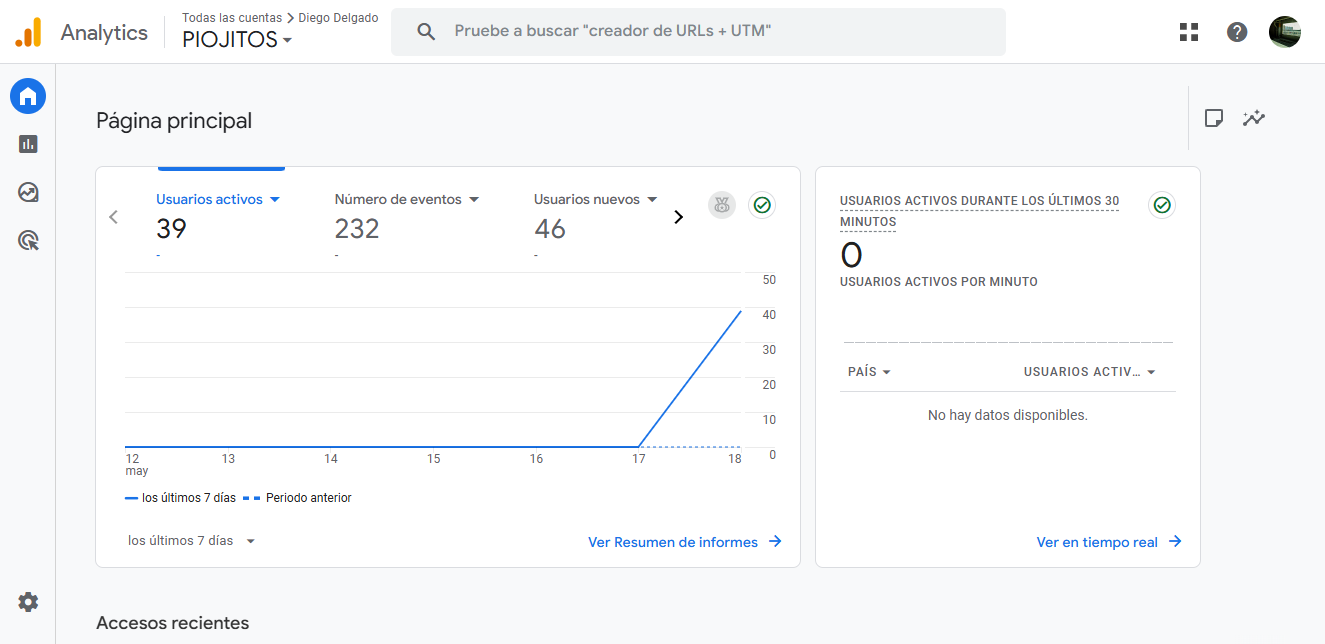 Analytics
Todas las cuentas > Diego Delgado
PIOJITOS
Pruebe a buscar "creador de URLs + UTM"
Página principal
Usuarios activos
39
-
Número de eventos
232
-
Usuarios nuevos
46
-
50
40
30
20
10
0
12
may
13
14
15
16
17
18
los últimos 7 días
Periodo anterior
los últimos 7 días
Ver Resumen de informes
USUARIOS ACTIVOS DURANTE LOS ÚLTIMOS 30
MINUTOS
0
USUARIOS ACTIVOS POR MINUTO
PAÍS
USUARIOS ACTIV…
No hay datos disponibles.
Ver en tiempo real
Accesos recientes